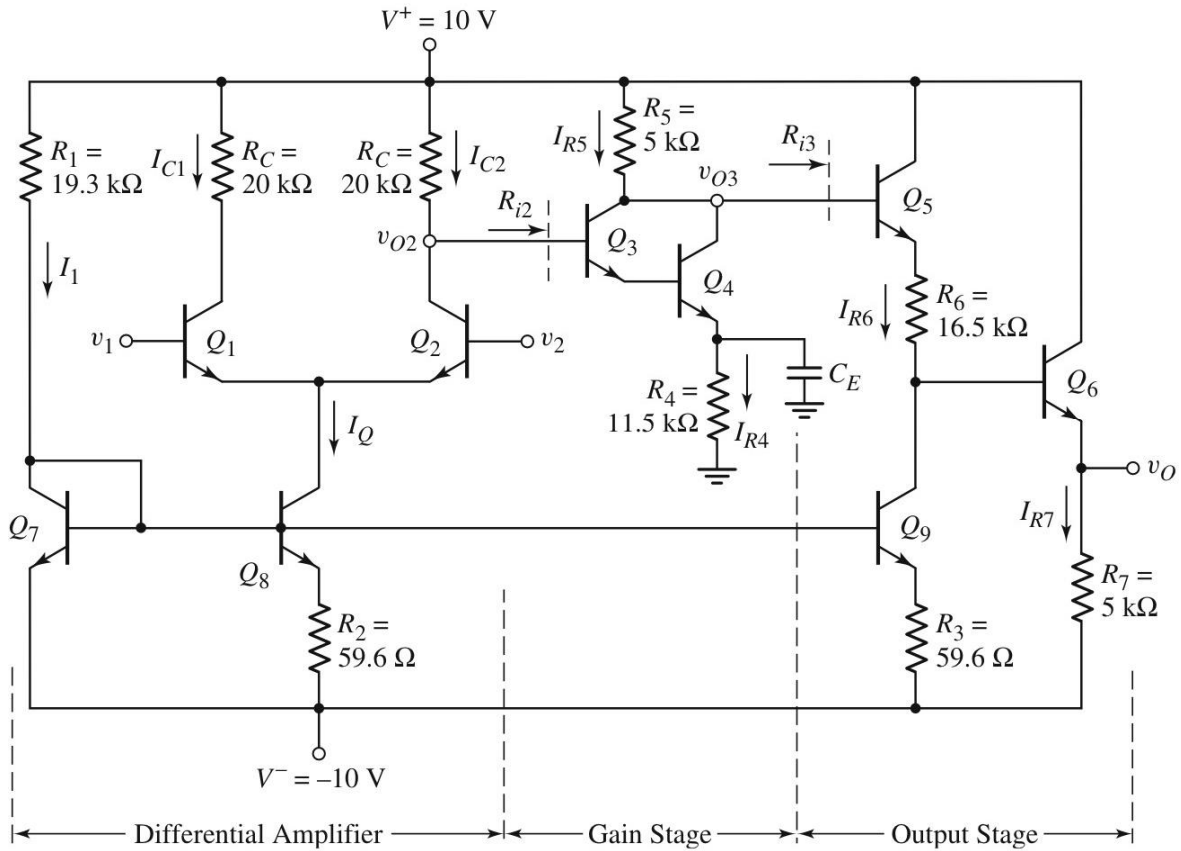 V⁺ = 10 V
R₁ =
19.3 kΩ
I_C1
R_C =
20 kΩ
R_C =
20 kΩ
I_C2
I_R5
R₅ =
5 kΩ
R_i3
R_i2
v_O3
Q₅
v_O2
Q₃
I₁
Q₄
I_R6
R₆ =
16.5 kΩ
v₁
Q₁
Q₂
v₂
C_E
Q₆
R₄ =
11.5 kΩ
I_R4
I_Q
v_O
Q₇
Q₉
I_R7
Q₈
R₇ =
5 kΩ
R₂ =
59.6 Ω
R₃ =
59.6 Ω
V⁻ = –10 V
Differential Amplifier
Gain Stage
Output Stage